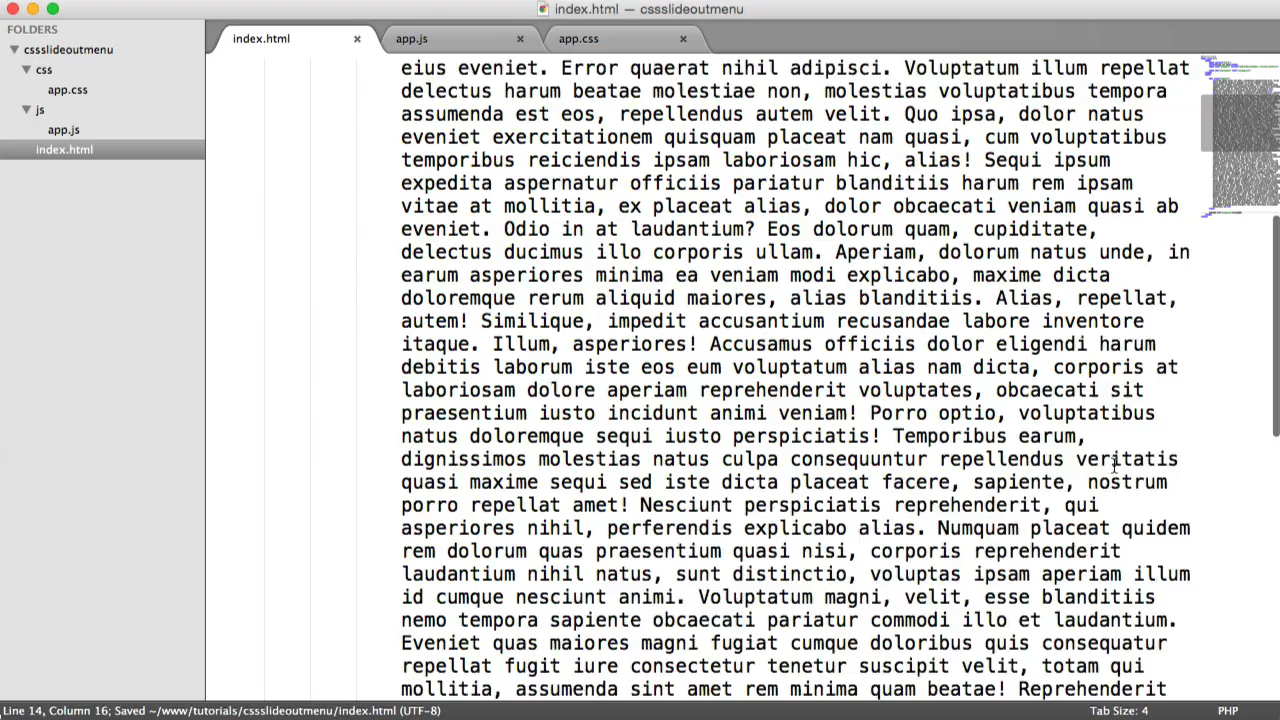 index.html — cssslideoutmenu
FOLDERS
cssslideoutmenu
css
app.css
js
app.js
index.html
index.html
app.js
app.css
eius eveniet. Error quaerat nihil adipisci. Voluptatum illum repellat
delectus harum beatae molestiae non, molestias voluptatibus tempora
assumenda est eos, repellendus autem velit. Quo ipsa, dolor natus
eveniet exercitationem quisquam placeat nam quasi, cum voluptatibus
temporibus reiciendis ipsam laboriosam hic, alias! Sequi ipsum
expedita aspernatur officiis pariatur blanditiis harum rem ipsam
vitae at mollitia, ex placeat alias, dolor obcaecati veniam quasi ab
eveniet. Odio in at laudantium? Eos dolorum quam, cupiditate,
delectus ducimus illo corporis ullam. Aperiam, dolorum natus unde, in
earum asperiores minima ea veniam modi explicabo, maxime dicta
doloremque rerum aliquid maiores, alias blanditiis. Alias, repellat,
autem! Similique, impedit accusantium recusandae labore inventore
itaque. Illum, asperiores! Accusamus officiis dolor eligendi harum
debitis laborum iste eos eum voluptatum alias nam dicta, corporis at
laboriosam dolore aperiam reprehenderit voluptates, obcaecati sit
praesentium iusto incidunt animi veniam! Porro optio, voluptatibus
natus doloremque sequi iusto perspiciatis! Temporibus earum,
dignissimos molestias natus culpa consequuntur repellendus veritatis
quasi maxime sequi sed iste dicta placeat facere, sapiente, nostrum
porro repellat amet! Nesciunt perspiciatis reprehenderit, qui
asperiores nihil, perferendis explicabo alias. Numquam placeat quidem
rem dolorum quas praesentium quasi nisi, corporis reprehenderit
laudantium nihil natus, sunt distinctio, voluptas ipsam aperiam illum
id cumque nesciunt animi. Voluptatum magni, velit, esse blanditiis
nemo tempora sapiente obcaecati pariatur commodi illo et laudantium.
Eveniet quas maiores magni fugiat cumque doloribus quis consequatur
repellat fugit iure consectetur tenetur suscipit velit, totam qui
mollitia, assumenda sint amet rem minima quam beatae! Reprehenderit
Line 14, Column 16; Saved ~/www/tutorials/cssslideoutmenu/index.html (UTF-8)
Tab Size: 4
PHP